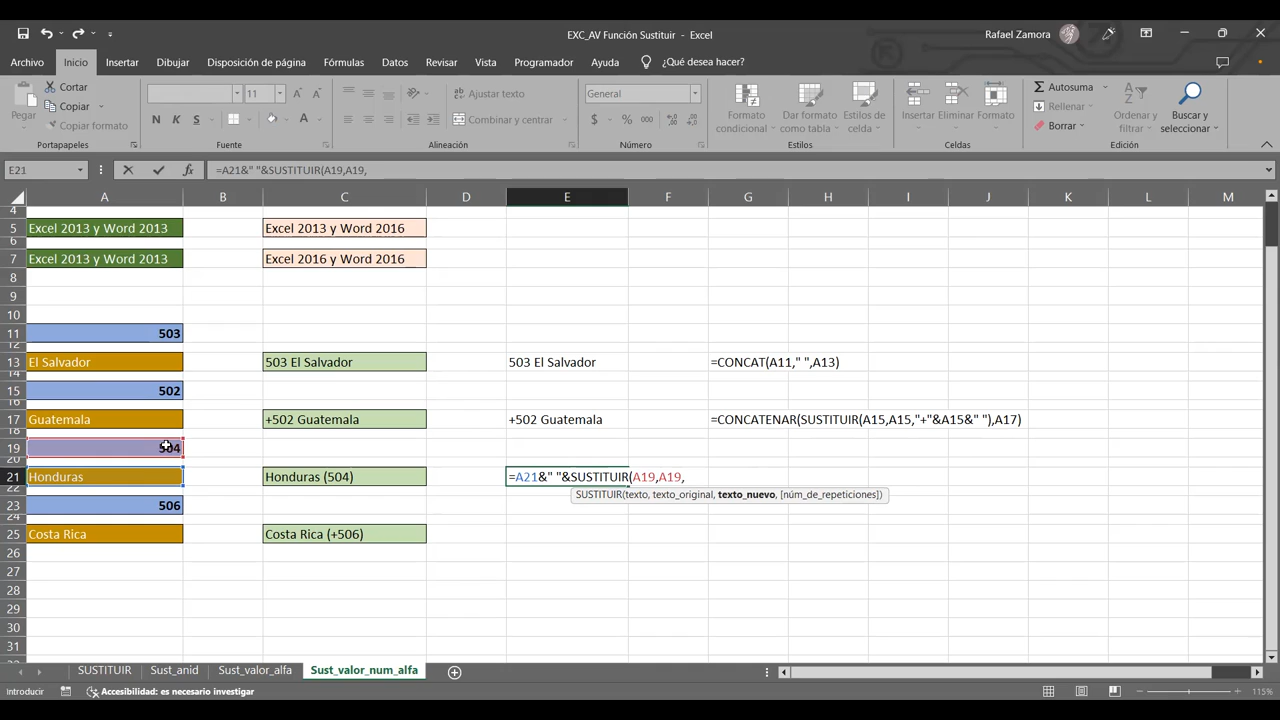 EXC_AV Función Sustituir - Excel
Rafael Zamora
Archivo Inicio Insertar Dibujar Disposición de página Fórmulas Datos Revisar Vista Programador Ayuda ¿Qué desea hacer?
Pegar
Cortar
Copiar
Copiar formato
Portapapeles
11
N K S
Fuente
Ajustar texto
Combinar y centrar
Alineación
General
$ % 000
Número
Formato condicional
Dar formato como tabla
Estilos de celda
Estilos
Insertar Eliminar Formato
Celdas
Autosuma
Rellenar
Borrar
Ordenar y filtrar
Buscar y seleccionar
Edición
E21 =A21&" "&SUSTITUIR(A19,A19,
A B C D E F G H I J K L M
4
5 Excel 2013 y Word 2013 Excel 2013 y Word 2016
6
7 Excel 2013 y Word 2013 Excel 2016 y Word 2016
8
9
10
11 503
12
13 El Salvador 503 El Salvador 503 El Salvador =CONCAT(A11," ",A13)
14
15 502
16
17 Guatemala +502 Guatemala +502 Guatemala =CONCATENAR(SUSTITUIR(A15,A15,"+"&A15&" "),A17)
18
19 504
20
21 Honduras Honduras (504) =A21&" "&SUSTITUIR(A19,A19,
22 SUSTITUIR(texto, texto_original, texto_nuevo, [núm_de_repeticiones])
23 506
24
25 Costa Rica Costa Rica (+506)
26
27
28
29
30
31
SUSTITUIR Sust_anid Sust_valor_alfa Sust_valor_num_alfa
Introducir Accesibilidad: es necesario investigar 115%